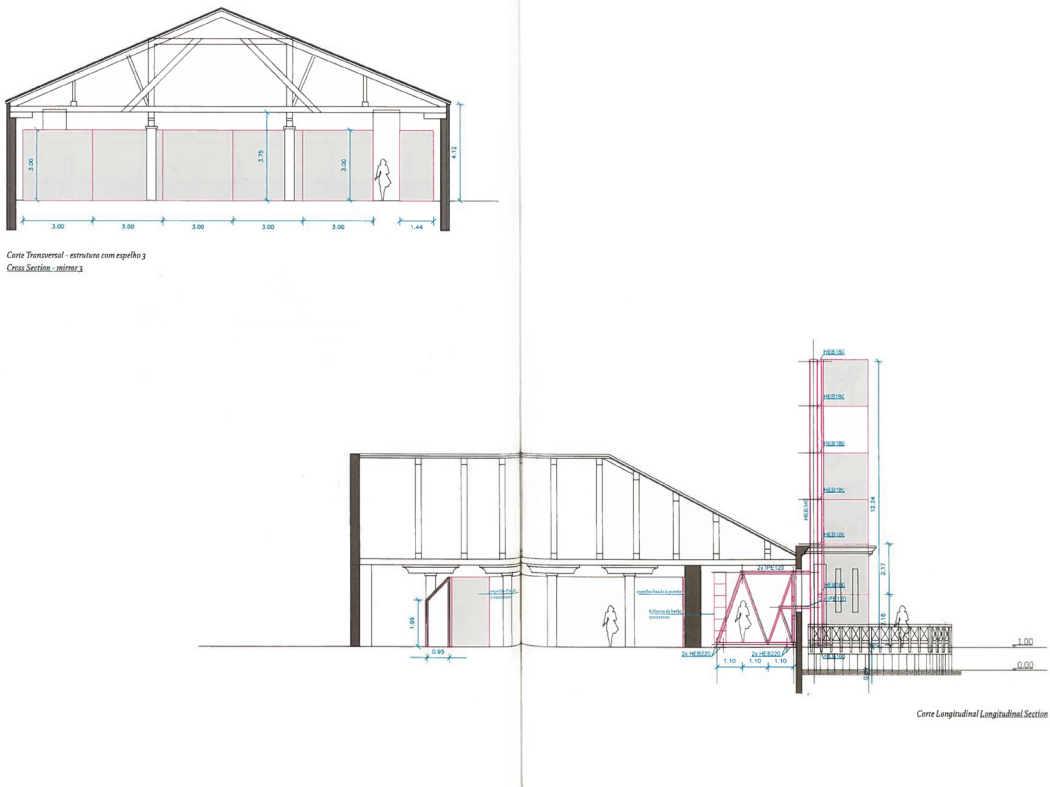 3.00
3.75
3.00
4.12
3.00
3.00
3.00
3.00
3.00
1.44
Corte Transversal - estrutura com espelho 3
Cross Section - mirror 3
HEB180
HEB180
HEB180
HEB180
HEB180
12.24
2.17
2xIPE120
1.99
0.95
2x HEB220
2x HEB220
1.10
1.10
1.10
1.00
0.00
Corte Longitudinal Longitudinal Section